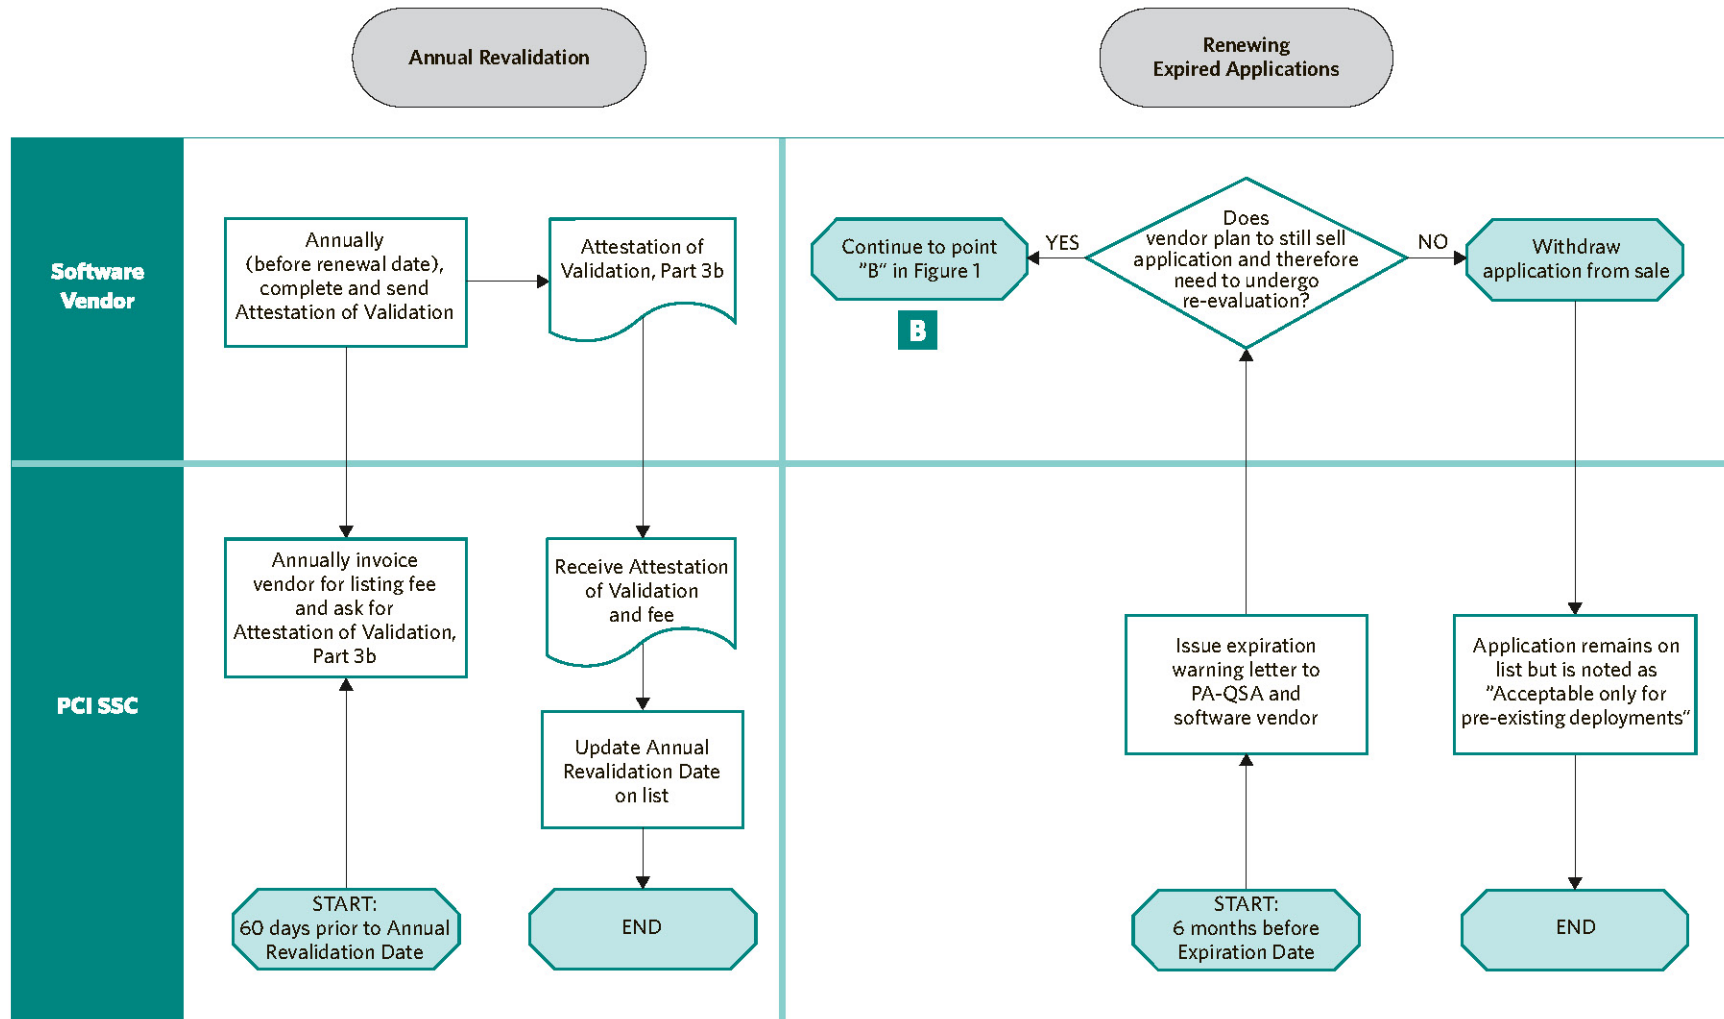 Annual Revalidation
Renewing
Expired Applications
Software
Vendor
Annually
(before renewal date),
complete and send
Attestation of Validation
Attestation of
Validation, Part 3b
Continue to point
"B" in Figure 1
B
YES
Does
vendor plan to still sell
application and therefore
need to undergo
re-evaluation?
NO
Withdraw
application from sale
PCI SSC
Annually invoice
vendor for listing fee
and ask for
Attestation of Validation,
Part 3b
Receive Attestation
of Validation
and fee
Update Annual
Revalidation Date
on list
Issue expiration
warning letter to
PA-QSA and
software vendor
Application remains on
list but is noted as
"Acceptable only for
pre-existing deployments"
START:
60 days prior to Annual
Revalidation Date
END
START:
6 months before
Expiration Date
END